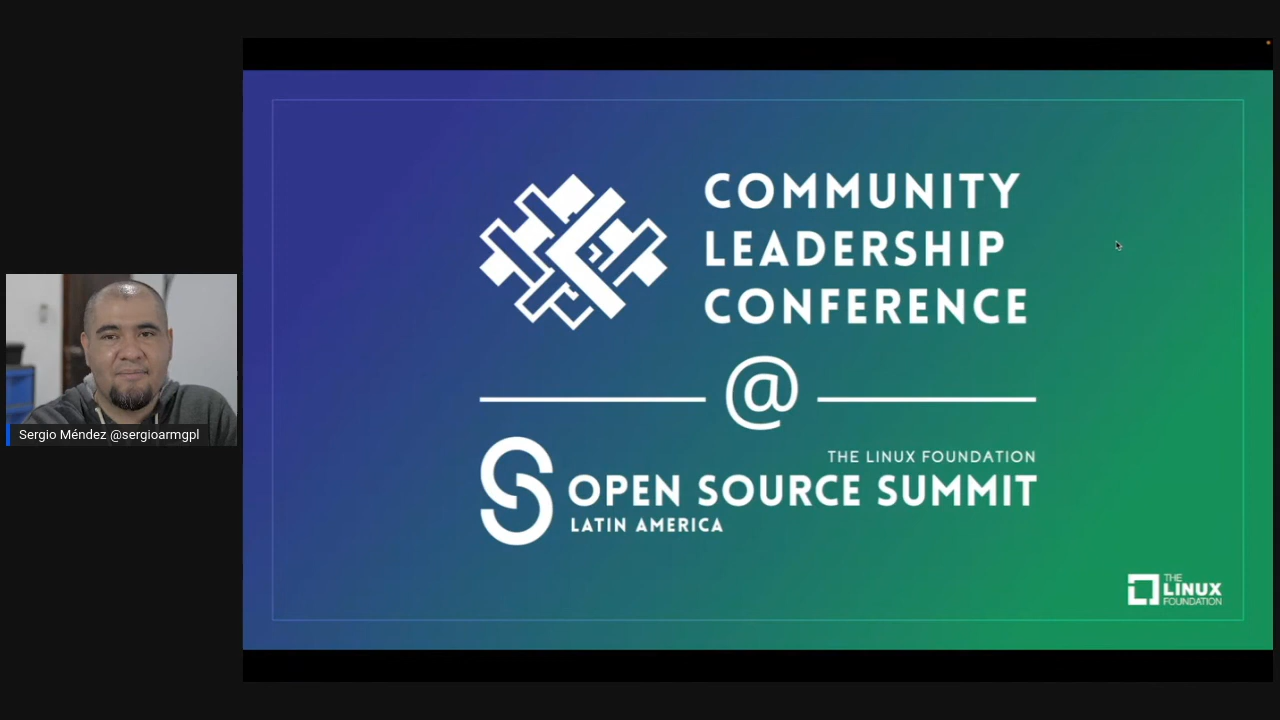 COMMUNITY
LEADERSHIP
CONFERENCE
@
THE LINUX FOUNDATION
OPEN SOURCE SUMMIT
LATIN AMERICA
THE
LINUX
FOUNDATION
Sergio Méndez @sergioarmgpl